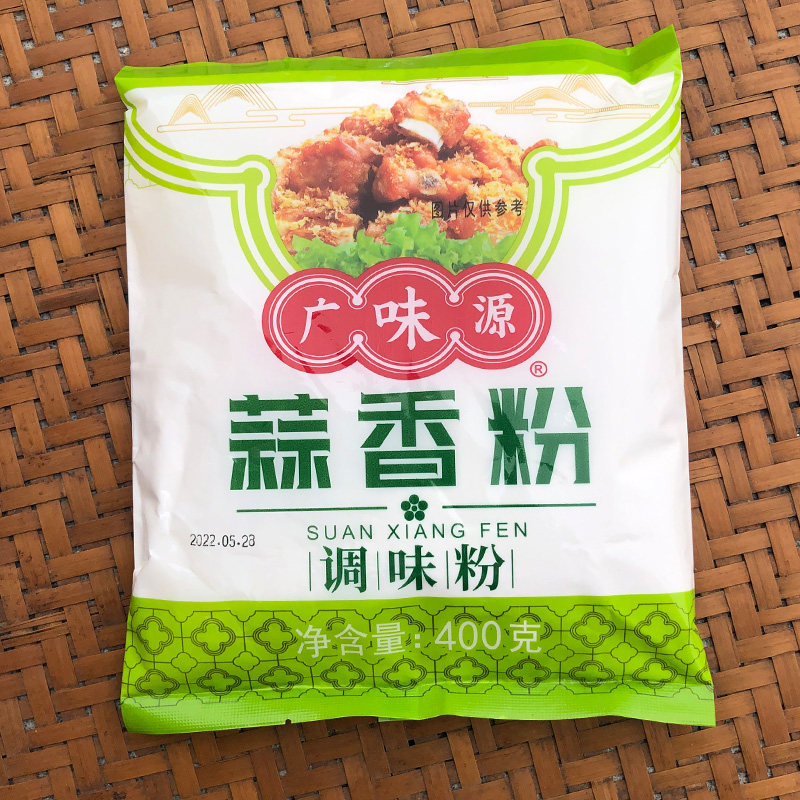 图片仅供参考
广味源
®
蒜香粉
SUAN XIANG FEN
2022.05.28
调味粉
净含量：400克